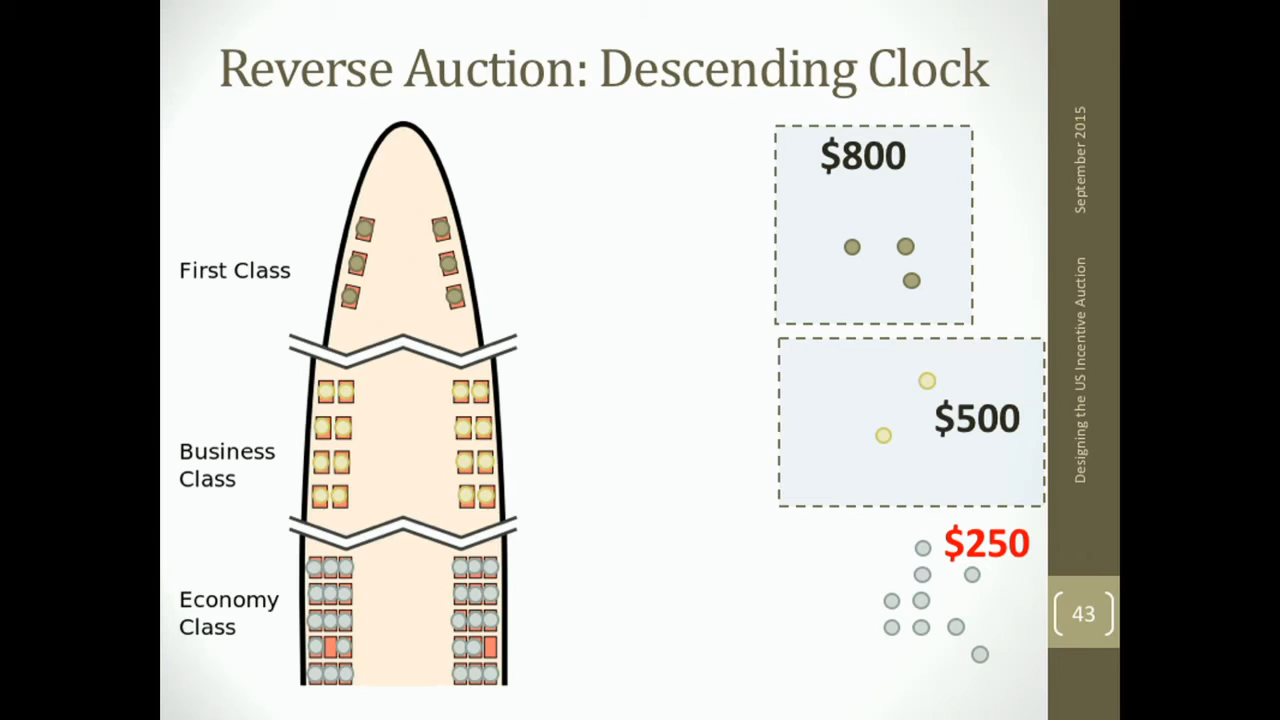 Reverse Auction: Descending Clock
First Class
Business
Class
Economy
Class
$800
$500
$250
September 2015
Designing the US Incentive Auction
43